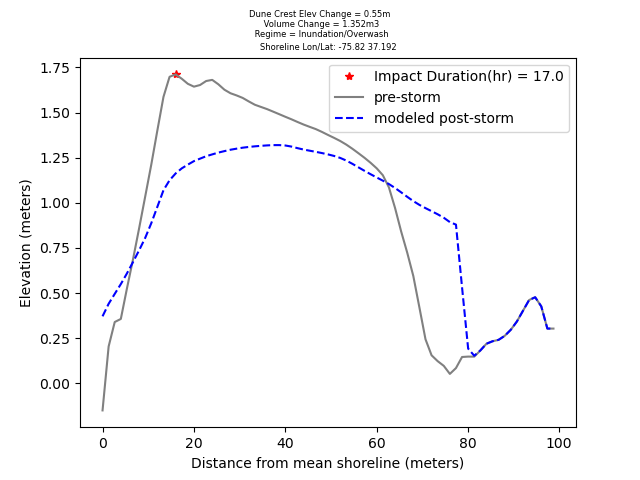 Dune Crest Elev Change = 0.55m
Volume Change = 1.352m3
Regime = Inundation/Overwash
Shoreline Lon/Lat: -75.82 37.192
Impact Duration(hr) = 17.0
pre-storm
modeled post-storm
Elevation (meters)
1.75
1.50
1.25
1.00
0.75
0.50
0.25
0.00
0
20
40
60
80
100
Distance from mean shoreline (meters)